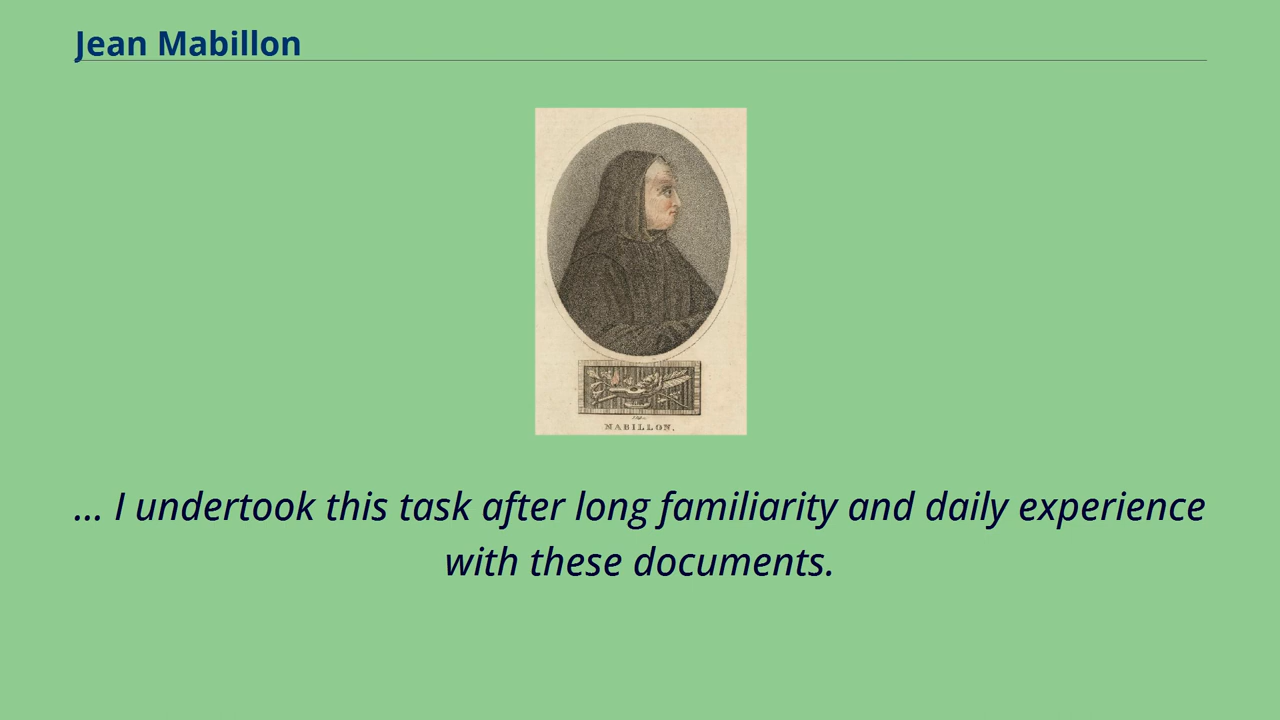 Jean Mabillon
MABILLON.
... I undertook this task after long familiarity and daily experience
with these documents.